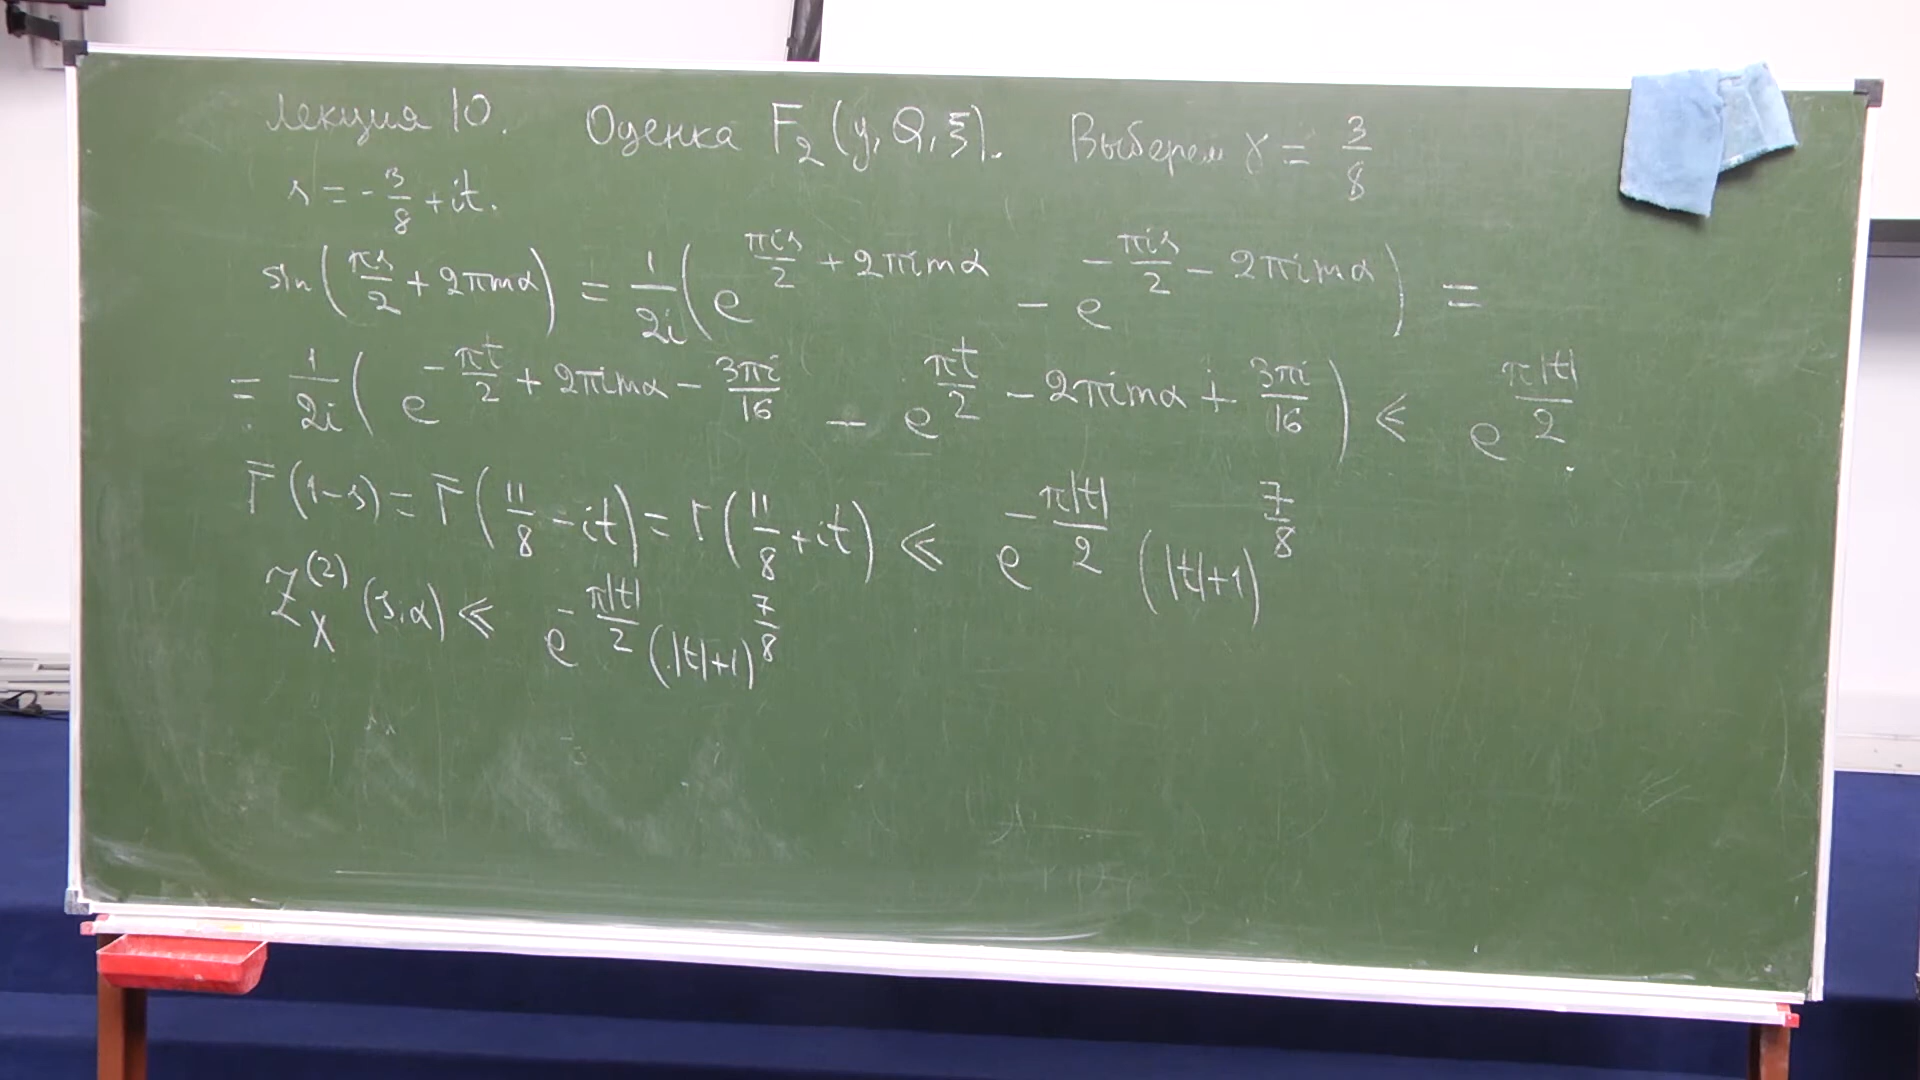 Лекция 10. Оценка F₂(y, Q, ξ). Выберем γ = 3/8
s = -3/8 + it.
sin(πs/2 + 2πmα) = 1/2i (e^{πis/2 + 2πimα} - e^{-πis/2 - 2πimα}) =
= 1/2i (e^{-πt/2 + 2πimα - 3πi/16} - e^{πt/2 - 2πimα + 3πi/16}) ≪ e^{π|t|/2}.
Γ̄(1-s) = Γ̄(11/8 - it) = Γ(11/8 + it) ≪ e^{-π|t|/2} (|t|+1)^{7/8}
Z_χ^{(2)}(s, α) ≪ e^{-π|t|/2} (|t|+1)^{7/8}